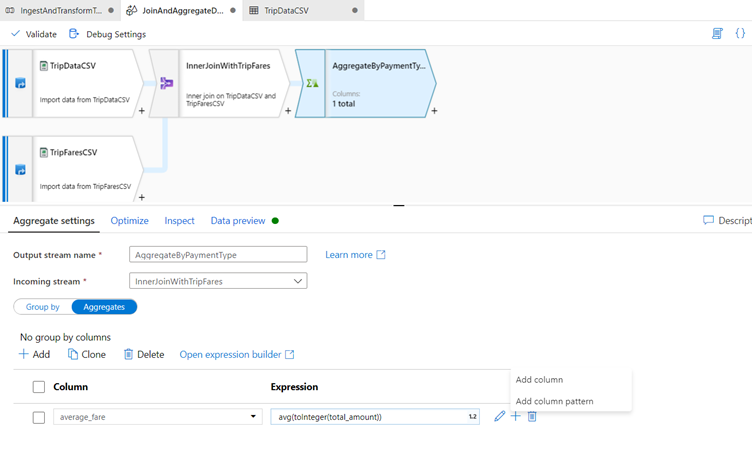 IngestAndTransformT...
JoinAndAggregateD...
TripDataCSV
Validate
Debug Settings
{}
TripDataCSV
Import data from TripDataCSV
+
InnerJoinWithTripFares
Inner join on TripDataCSV and
TripFaresCSV
+
AggregateByPaymentTy...
Columns:
1 total
+
TripFaresCSV
Import data from TripFaresCSV
+
Aggregate settings
Optimize
Inspect
Data preview
Descript
Output stream name *
AggregateByPaymentType
Learn more
Incoming stream *
InnerJoinWithTripFares
Group by
Aggregates
No group by columns
+ Add
Clone
Delete
Open expression builder
Column
Expression
Add column
Add column pattern
average_fare
avg(toInteger(total_amount))
1.2